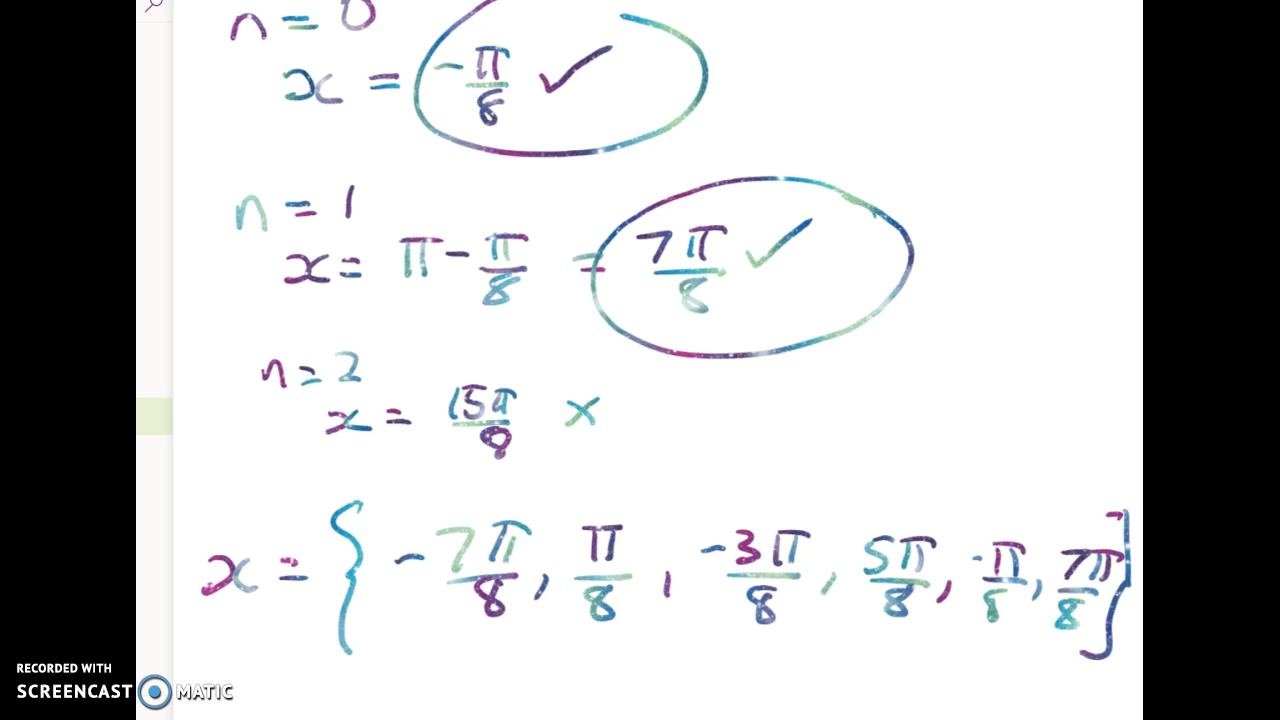 n = 0
x = -π/8 ✓
n = 1
x = π - π/8 = 7π/8 ✓
n = 2
x = 15π/8 ×
x = { -7π/8, π/8, -3π/8, 5π/8, -π/8, 7π/8 }
RECORDED WITH
SCREENCAST MATIC